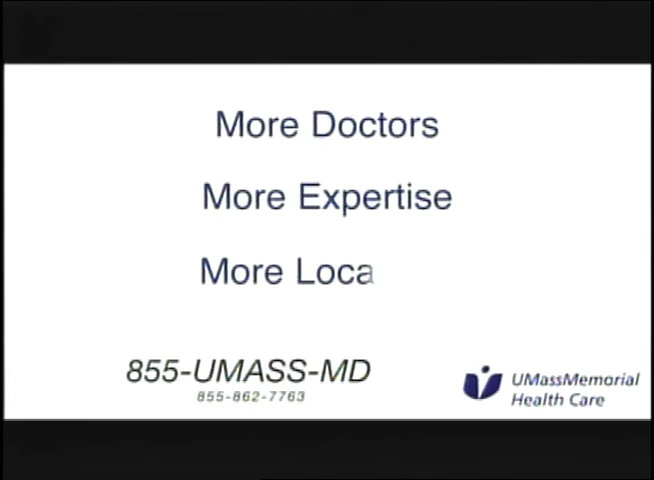 More Doctors
More Expertise
More Loca
855-UMASS-MD
855-862-7763
UMassMemorial
Health Care